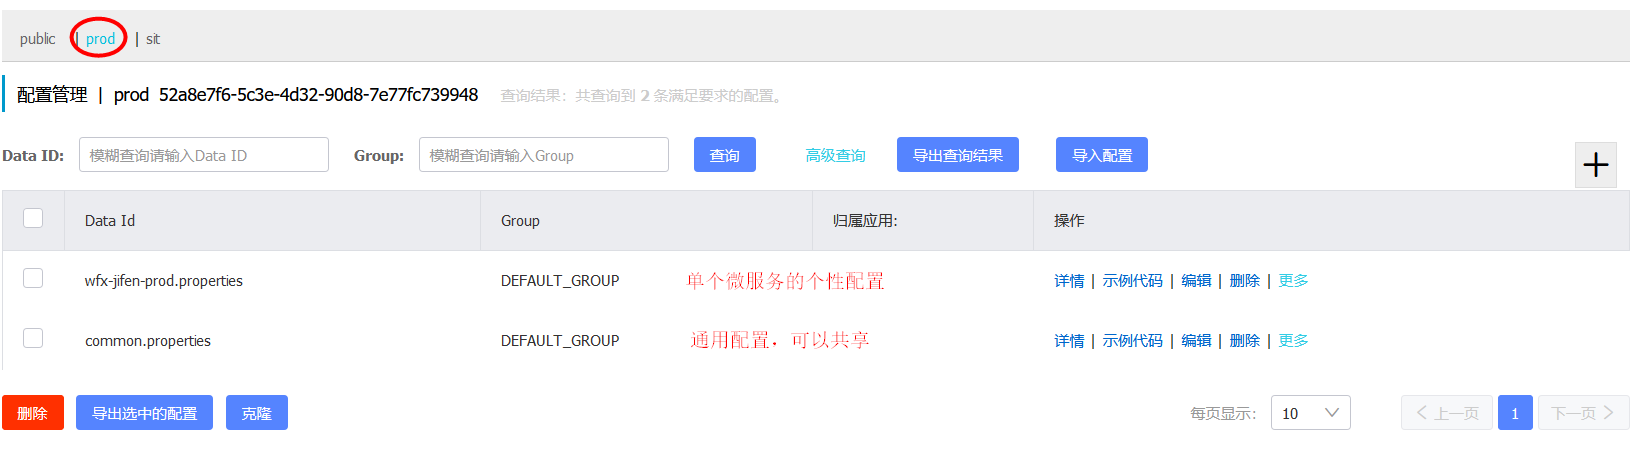 public | prod | sit
配置管理 | prod 52a8e7f6-5c3e-4d32-90d8-7e77fc739948 查询结果：共查询到 2 条满足要求的配置。
Data ID: 模糊查询请输入Data ID Group: 模糊查询请输入Group 查询 高级查询 导出查询结果 导入配置
Data Id Group 归属应用: 操作
wfx-jifen-prod.properties DEFAULT_GROUP 单个微服务的个性配置 详情 | 示例代码 | 编辑 | 删除 | 更多
common.properties DEFAULT_GROUP 通用配置，可以共享 详情 | 示例代码 | 编辑 | 删除 | 更多
删除 导出选中的配置 克隆 每页显示: 10 上一页 1 下一页